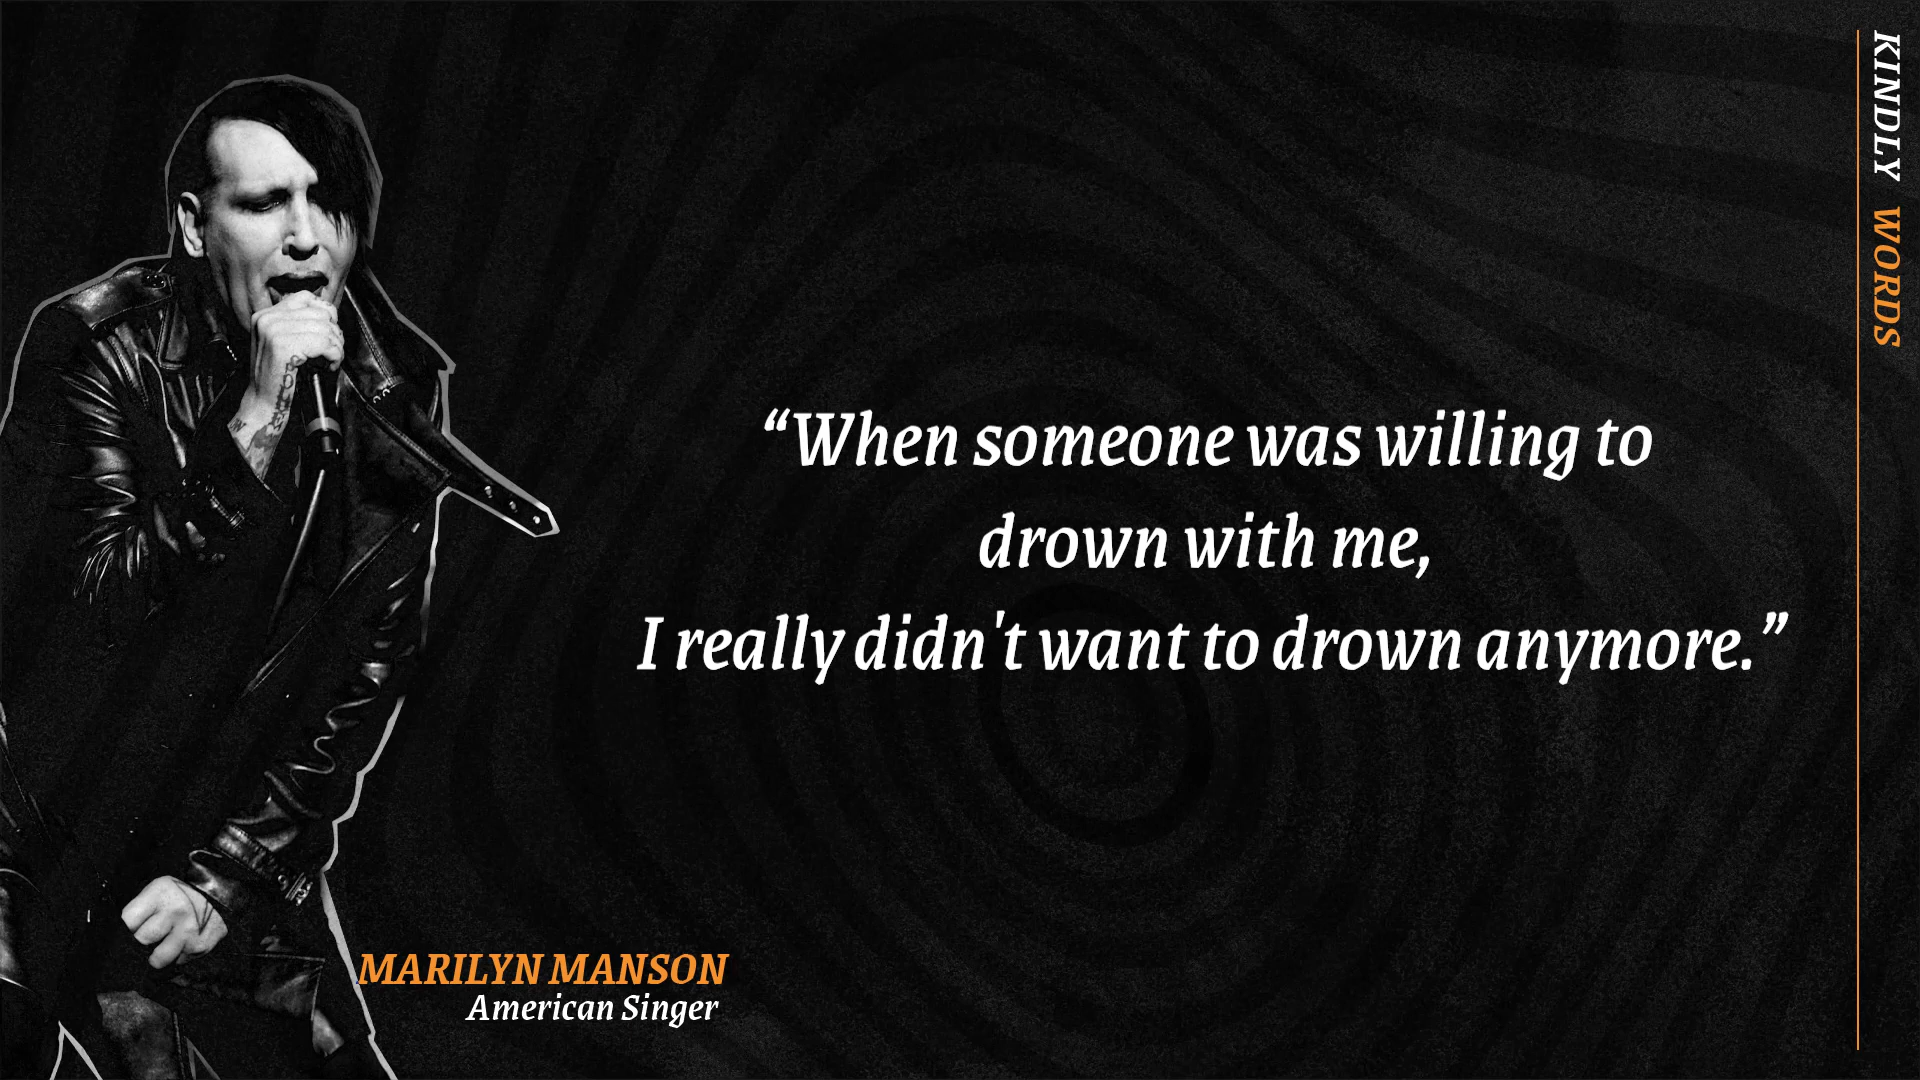 KINDLY WORDS
“When someone was willing to
drown with me,
I really didn't want to drown anymore.”
MARILYN MANSON
American Singer